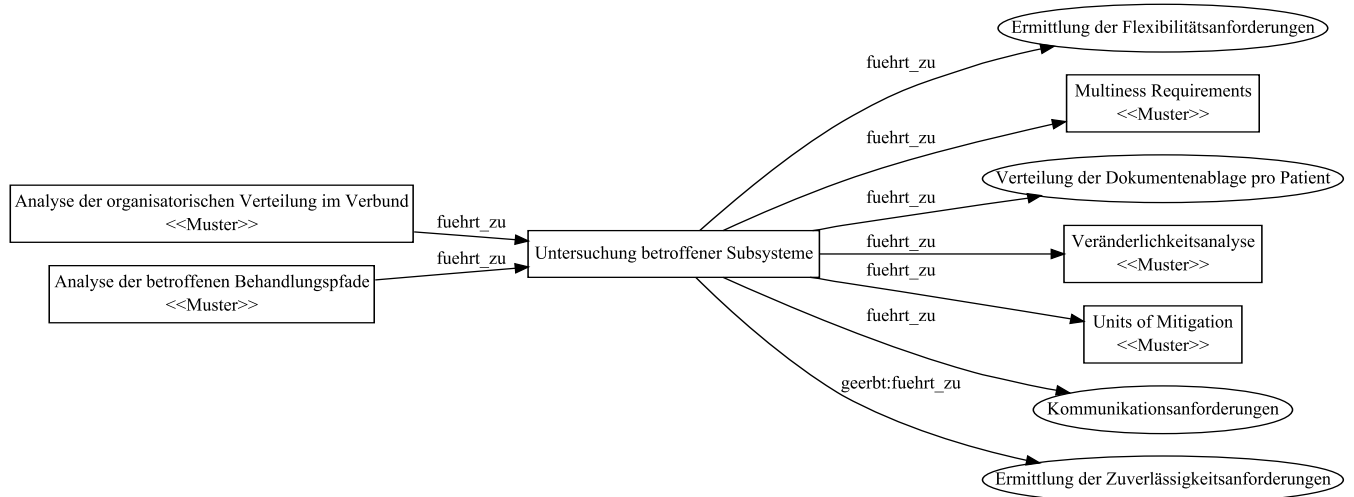 Ermittlung der Flexibilitätsanforderungen
fuehrt_zu
Multiness Requirements
<<Muster>>
fuehrt_zu
Verteilung der Dokumentenablage pro Patient
fuehrt_zu
Analyse der organisatorischen Verteilung im Verbund
<<Muster>>
fuehrt_zu
Untersuchung betroffener Subsysteme
fuehrt_zu
Veränderlichkeitsanalyse
<<Muster>>
fuehrt_zu
Analyse der betroffenen Behandlungspfade
<<Muster>>
fuehrt_zu
Units of Mitigation
<<Muster>>
fuehrt_zu
Kommunikationsanforderungen
geerbt:fuehrt_zu
Ermittlung der Zuverlässigkeitsanforderungen